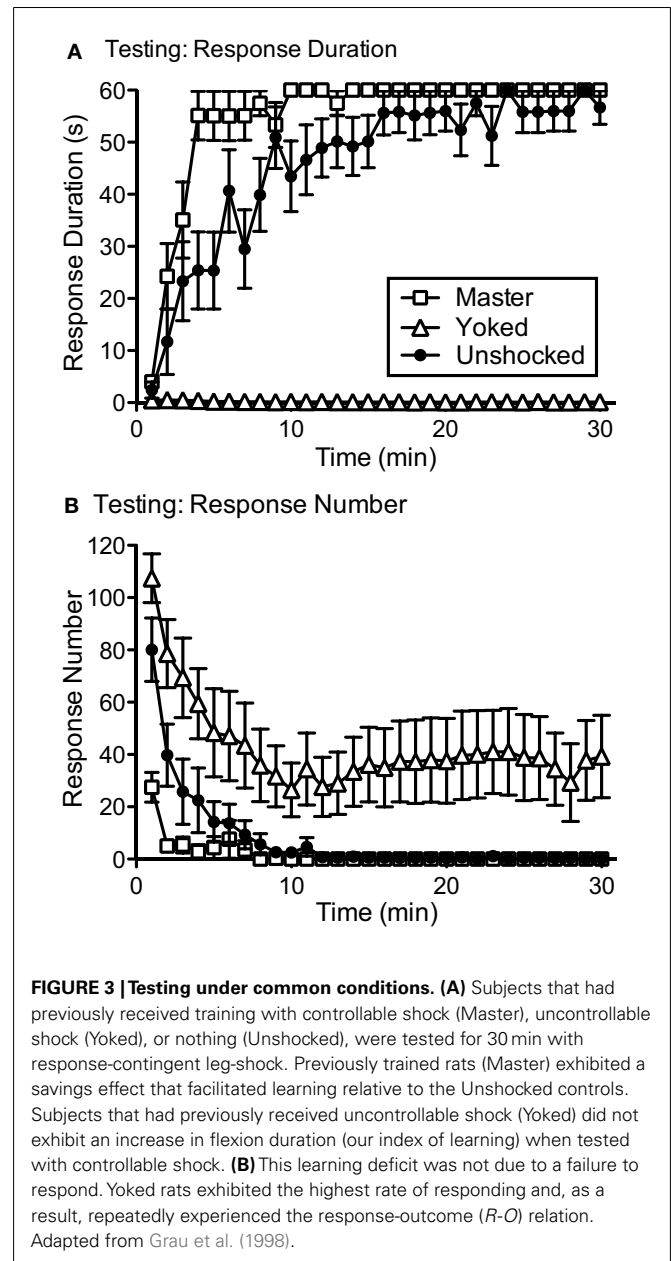 A Testing: Response Duration
60
50
40
30
20
10
0
Response Duration (s)
Master
Yoked
Unshocked
0 10 20 30
Time (min)
B Testing: Response Number
120
100
80
60
40
20
0
Response Number
0 10 20 30
Time (min)
FIGURE 3 | Testing under common conditions. (A) Subjects that had
previously received training with controllable shock (Master), uncontrollable
shock (Yoked), or nothing (Unshocked), were tested for 30 min with
response-contingent leg-shock. Previously trained rats (Master) exhibited a
savings effect that facilitated learning relative to the Unshocked controls.
Subjects that had previously received uncontrollable shock (Yoked) did not
exhibit an increase in flexion duration (our index of learning) when tested
with controllable shock. (B) This learning deficit was not due to a failure to
respond. Yoked rats exhibited the highest rate of responding and, as a
result, repeatedly experienced the response-outcome (R-O) relation.
Adapted from Grau et al. (1998).